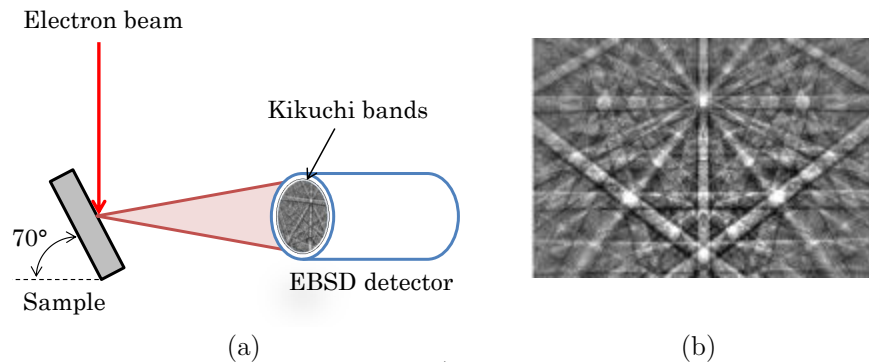 Electron beam
Kikuchi bands
70°
EBSD detector
Sample
(a)
(b)